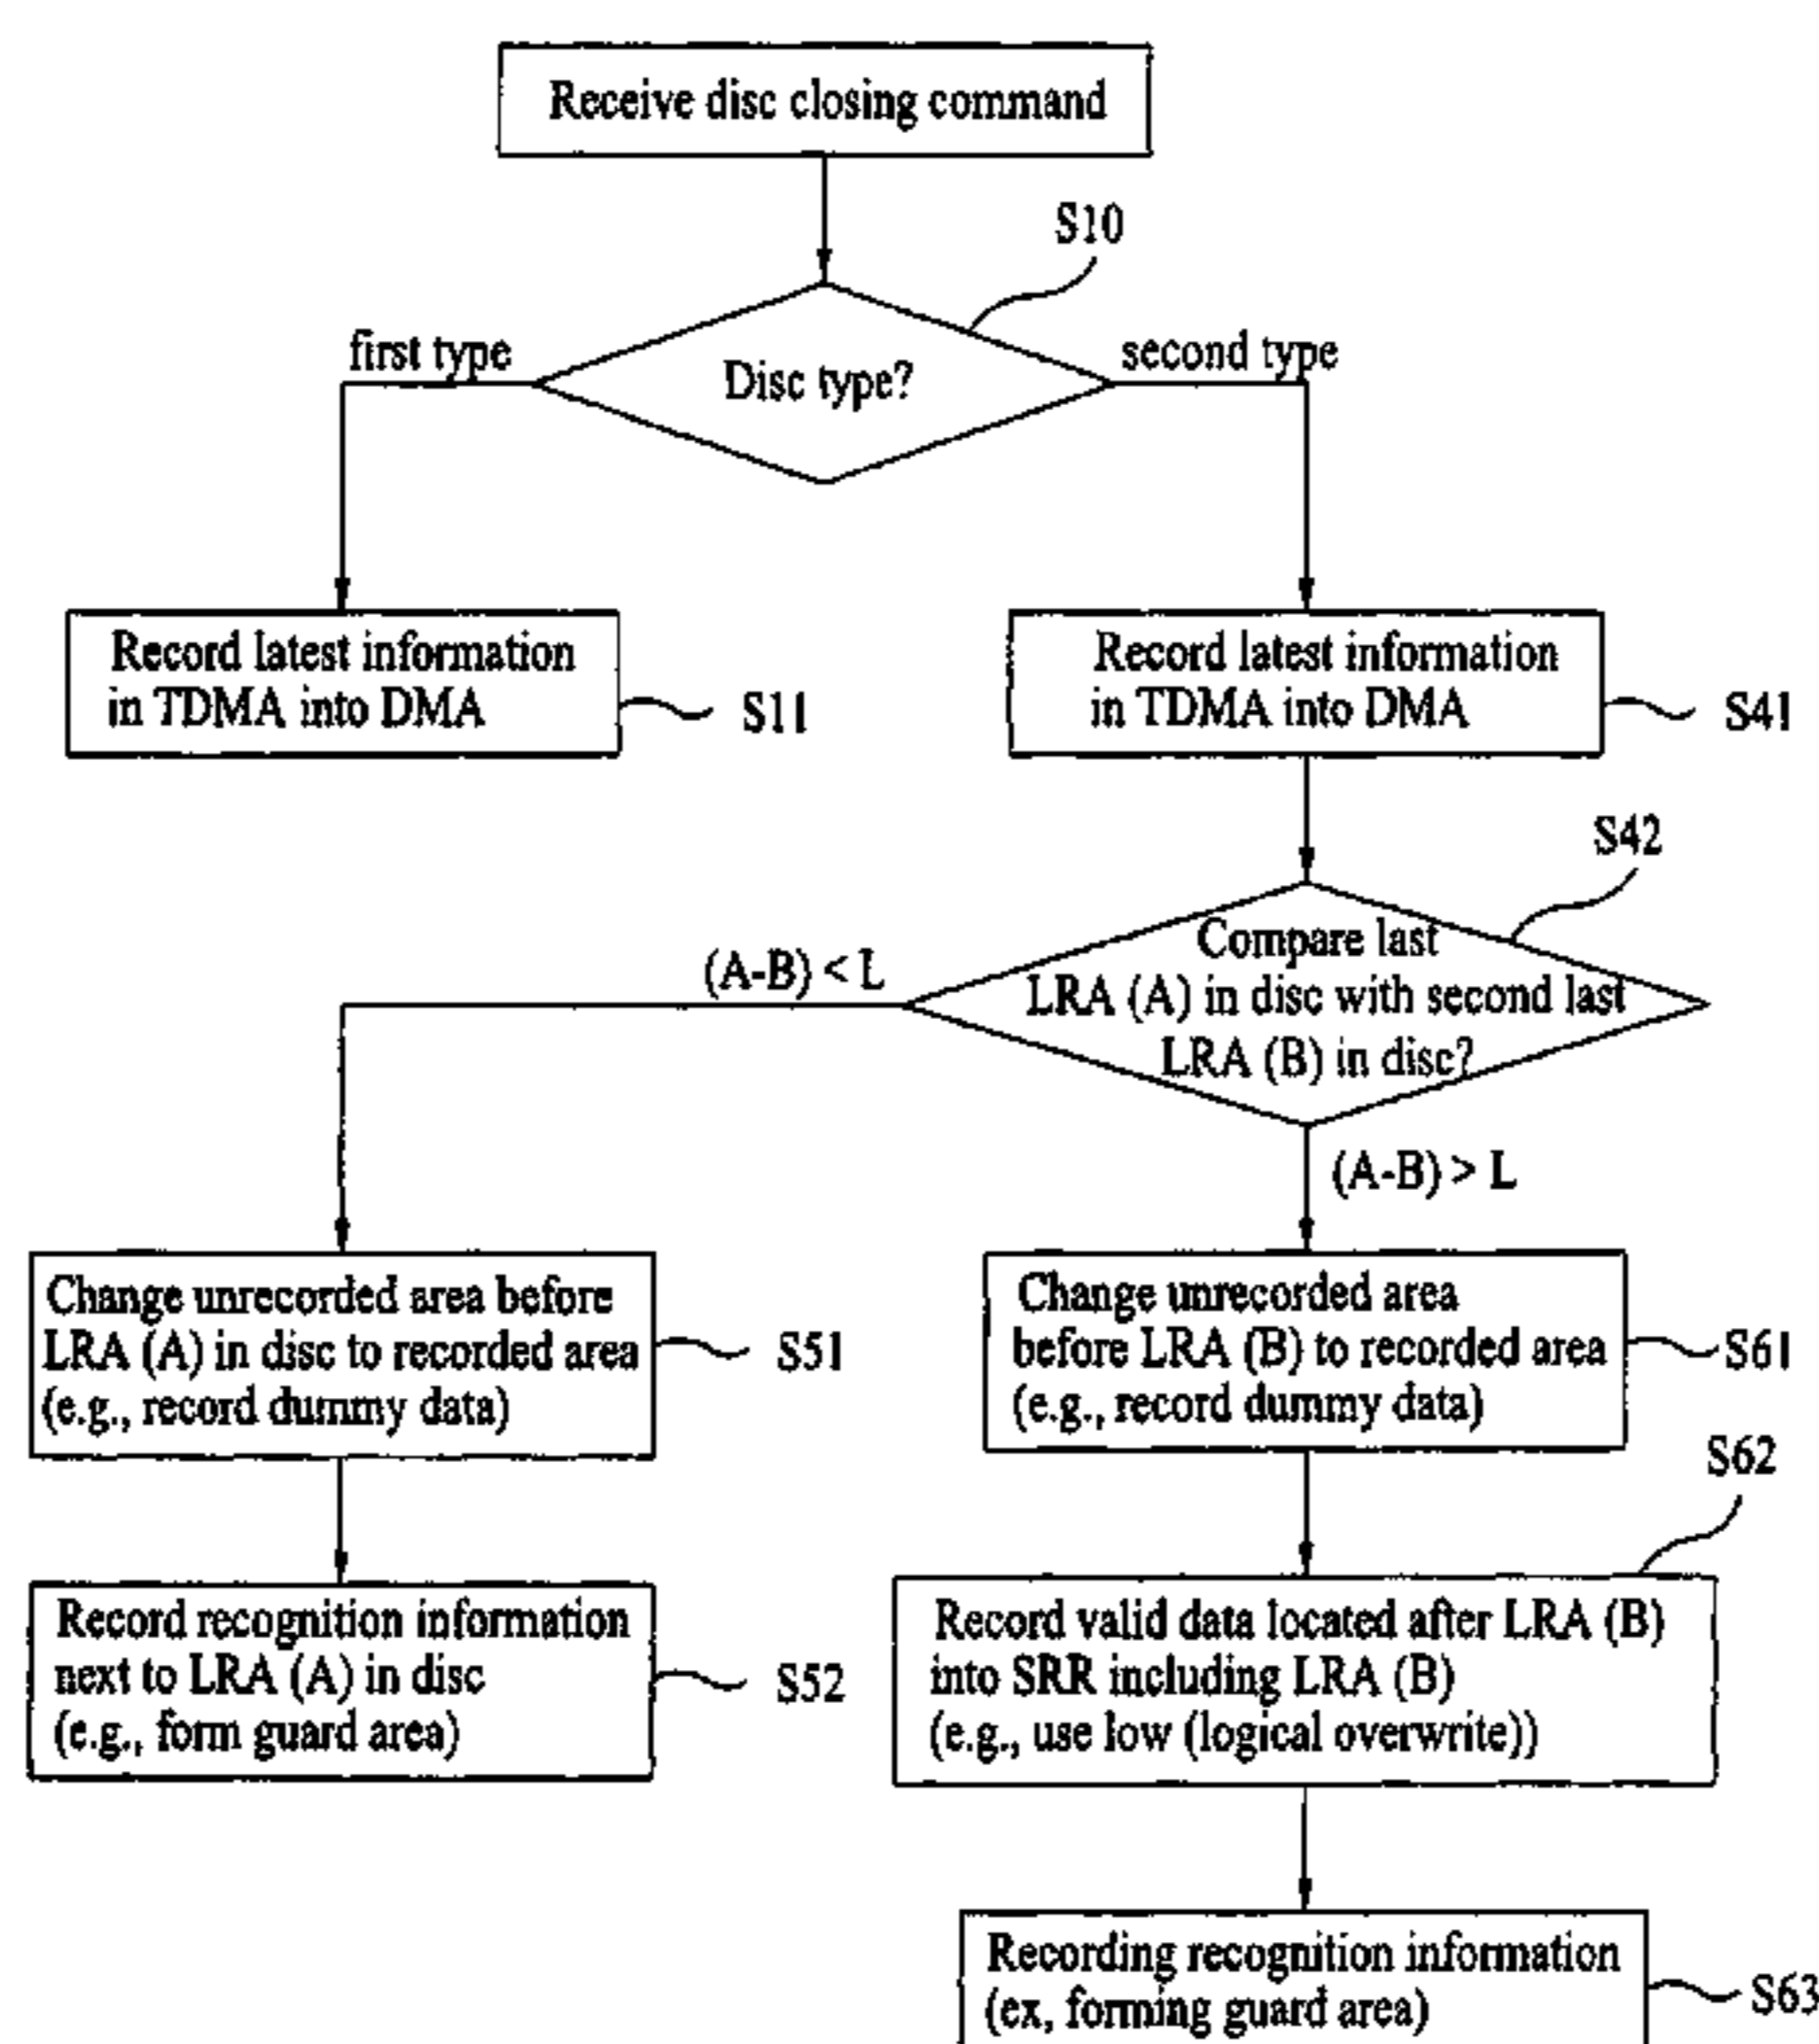 Receive disc closing command
S10
first type
Disc type?
second type
Record latest information
in TDMA into DMA
S11
Record latest information
in TDMA into DMA
S41
S42
Compare last
LRA (A) in disc with second last
LRA (B) in disc?
(A-B) < L
(A-B) > L
Change unrecorded area before
LRA (A) in disc to recorded area
(e.g., record dummy data)
S51
Change unrecorded area
before LRA (B) to recorded area
(e.g., record dummy data)
S61
S62
Record recognition information
next to LRA (A) in disc
(e.g., form guard area)
S52
Record valid data located after LRA (B)
into SRR including LRA (B)
(e.g., use low (logical overwrite))
Recording recognition information
(ex, forming guard area)
S63